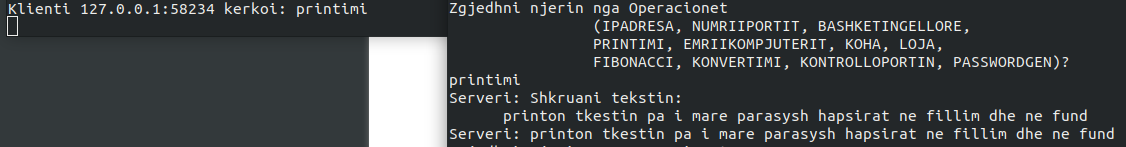 Klienti 127.0.0.1:58234 kerkoi: printimi
Zgjedhni njerin nga Operacionet
(IPADRESA, NUMRIIPORTIT, BASHKETINGELLORE,
PRINTIMI, EMRIIKOMPJUTERIT, KOHA, LOJA,
FIBONACCI, KONVERTIMI, KONTROLLOPORTIN, PASSWORDGEN)?
printimi
Serveri: Shkruani tekstin:
printon tkestin pa i mare parasysh hapsirat ne fillim dhe ne fund
Serveri: printon tkestin pa i mare parasysh hapsirat ne fillim dhe ne fund